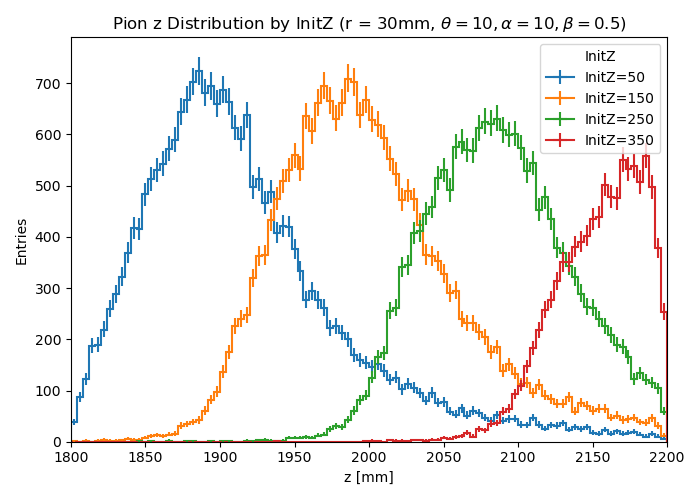 Pion z Distribution by InitZ (r = 30mm, θ = 10, α = 10, β = 0.5)
InitZ
InitZ=50
InitZ=150
InitZ=250
InitZ=350
Entries
700
600
500
400
300
200
100
0
1800 1850 1900 1950 2000 2050 2100 2150 2200
z [mm]